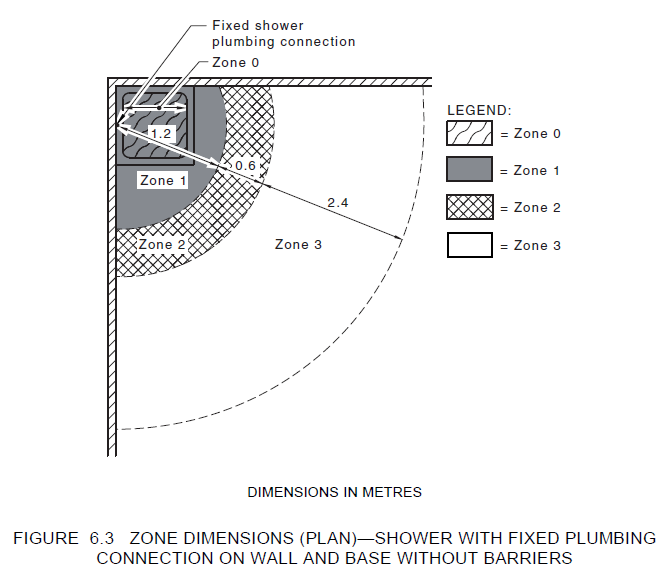 Fixed shower
plumbing connection
Zone 0
LEGEND:
= Zone 0
1.2
0.6
= Zone 1
Zone 1
2.4
= Zone 2
Zone 2
Zone 3
= Zone 3
DIMENSIONS IN METRES
FIGURE 6.3 ZONE DIMENSIONS (PLAN)—SHOWER WITH FIXED PLUMBING
CONNECTION ON WALL AND BASE WITHOUT BARRIERS